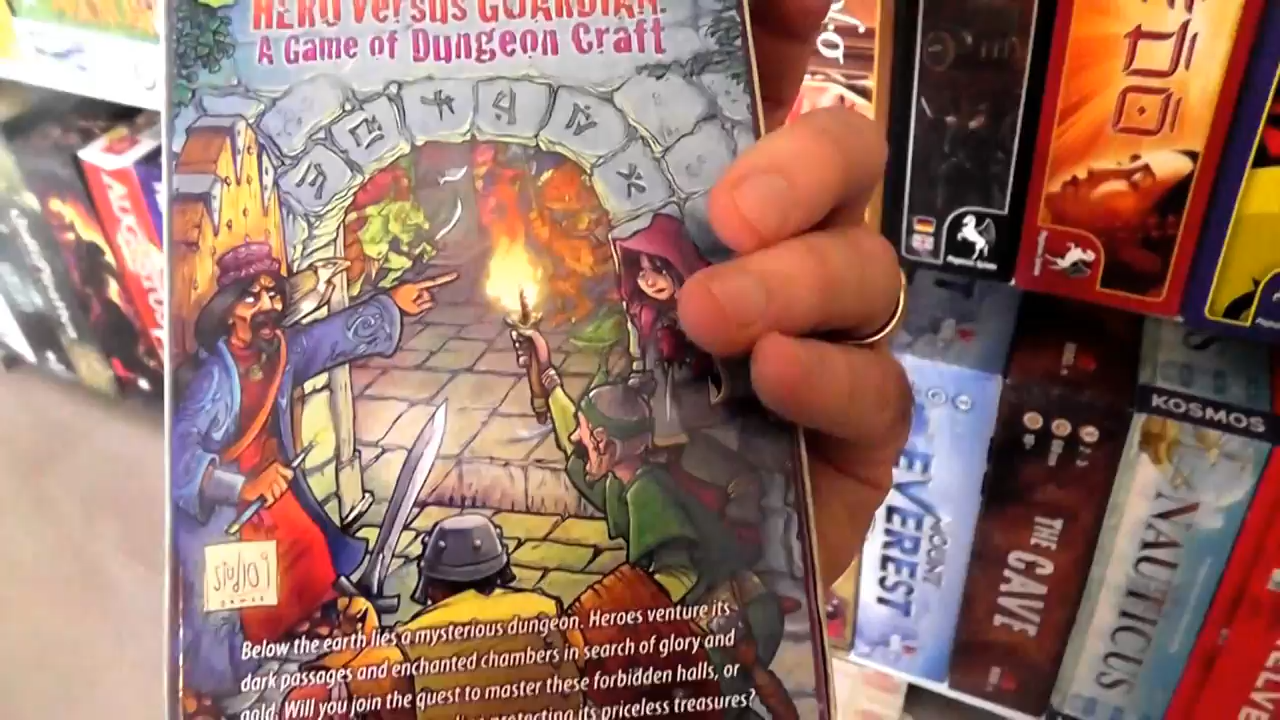 HERO versus GUARDIAN:
A Game of Dungeon Craft
Below the earth lies a mysterious dungeon. Heroes venture its
dark passages and enchanted chambers in search of glory and
gold. Will you join the quest to master these forbidden halls, or
protecting its priceless treasures?
MOUNT
EVEREST
THE CAVE
KOSMOS
NAUTICUS